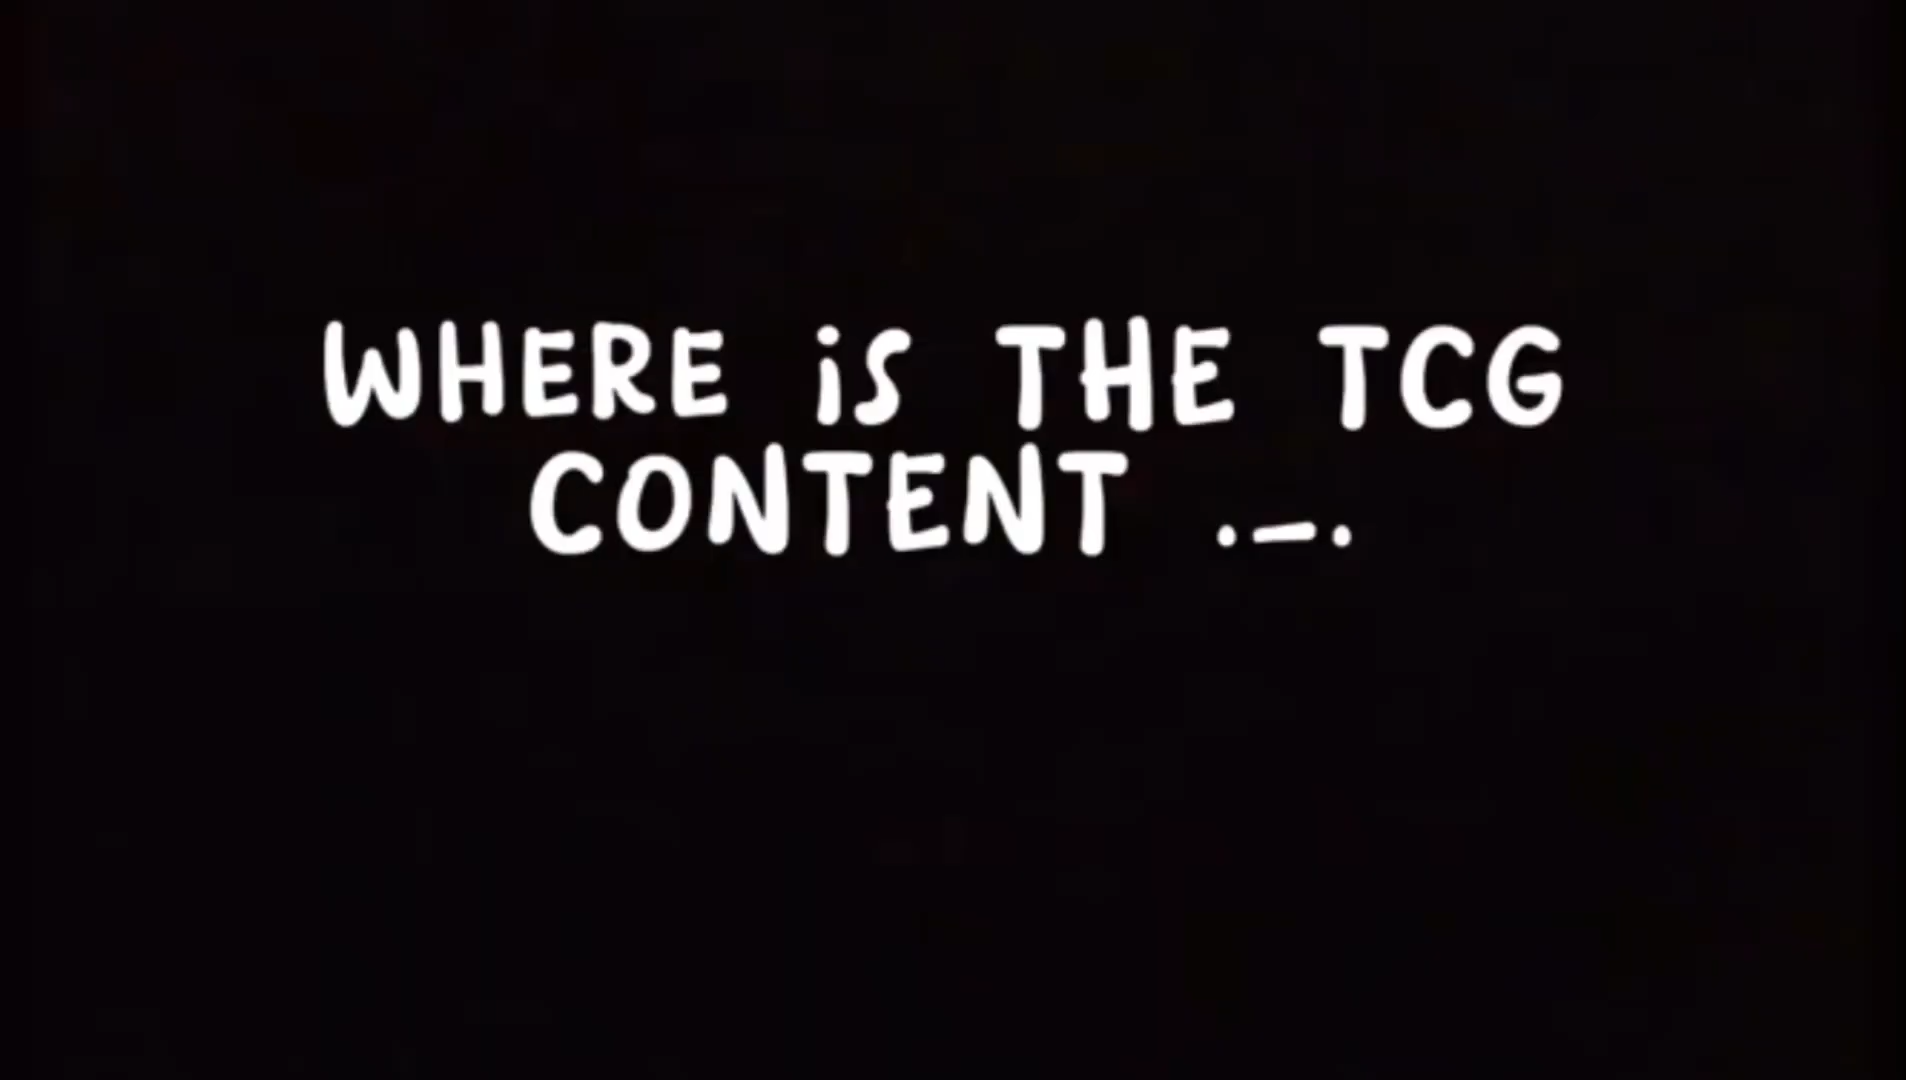 WHERE iS THE TCG
CONTENT ._.